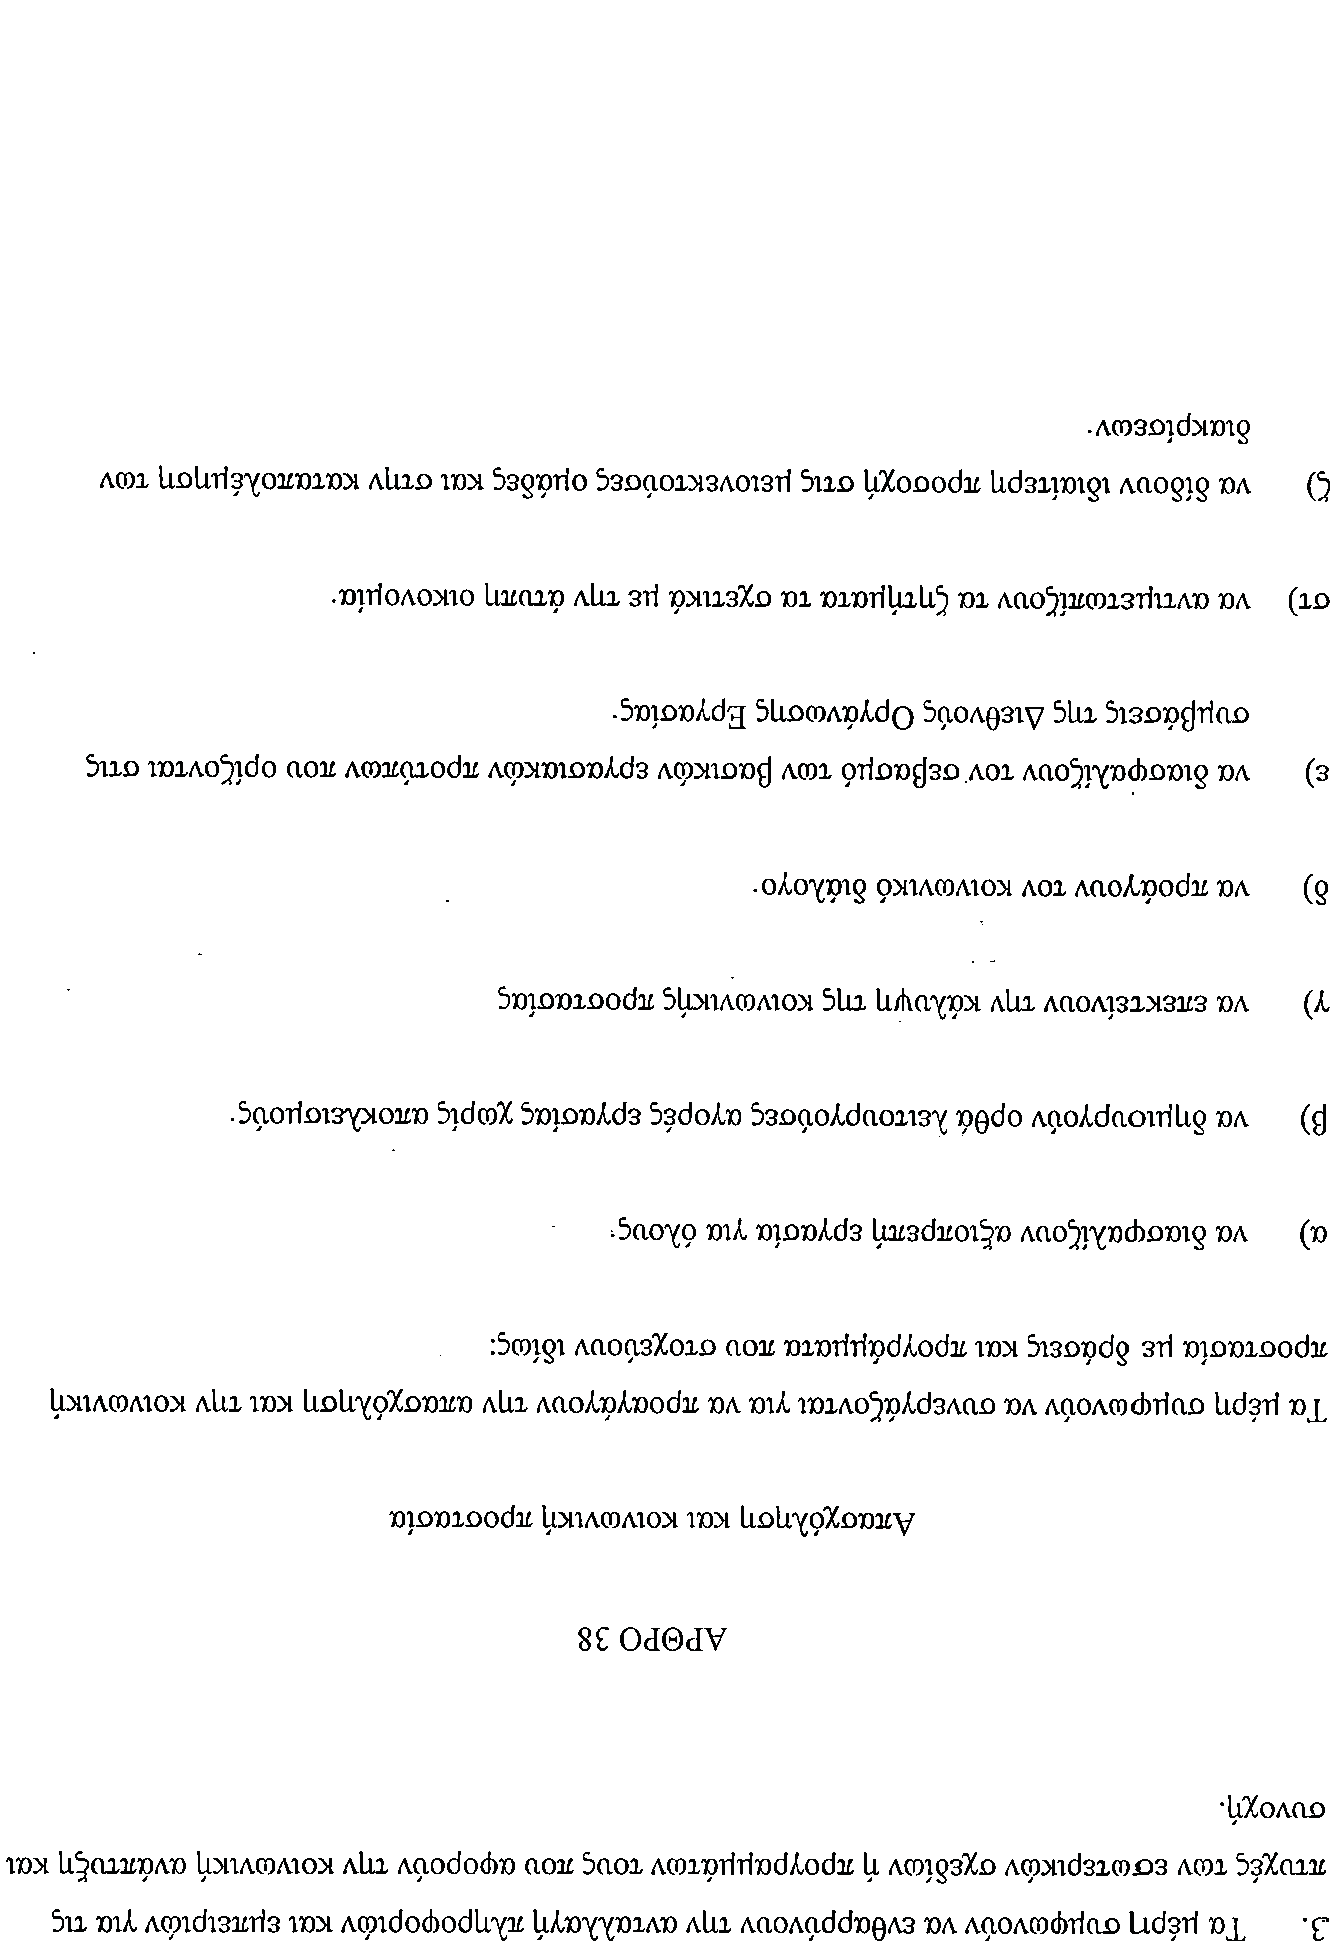 3. Τα μέρη συμφωνούν να ενθαρρύνουν την ανταλλαγή πληροφοριών και εμπειριών για τις
πτυχές των εσωτερικών σχεδίων ή προγραμμάτων τους που αφορούν την κοινωνική ανάπτυξη και
συνοχή.
ΑΡΘΡΟ 38
Απασχόληση και κοινωνική προστασία
Τα μέρη συμφωνούν να συνεργάζονται για να προαγάγουν την απασχόληση και την κοινωνική
προστασία με δράσεις και προγράμματα που στοχεύουν ιδίως:
α) να διασφαλίζουν αξιοπρεπή εργασία για όλους·
β) να δημιουργούν ορθά λειτουργούσες αγορές εργασίας χωρίς αποκλεισμούς·
γ) να επεκτείνουν την κάλυψη της κοινωνικής προστασίας
δ) να προάγουν τον κοινωνικό διάλογο·
ε) να διασφαλίζουν τον σεβασμό των βασικών εργασιακών προτύπων που ορίζονται στις
συμβάσεις της Διεθνούς Οργάνωσης Εργασίας·
στ) να αντιμετωπίζουν τα ζητήματα τα σχετικά με την άτυπη οικονομία·
ζ) να δίδουν ιδιαίτερη προσοχή στις μειονεκτούσες ομάδες και στην καταπολέμηση των
διακρίσεων·